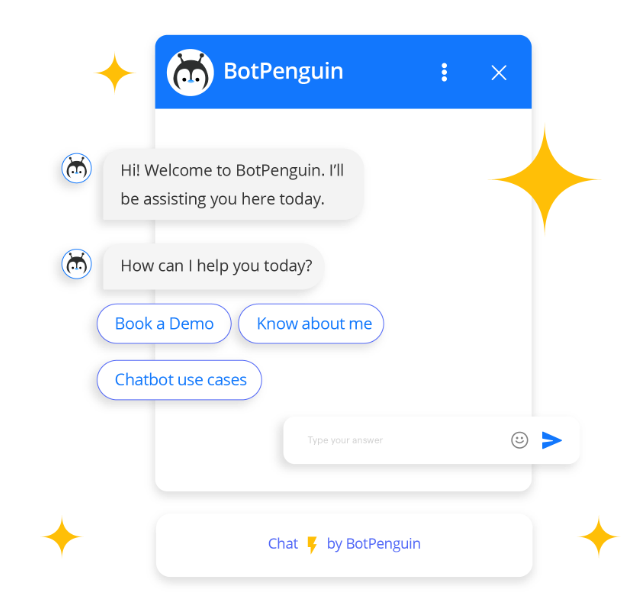 BotPenguin
Hi! Welcome to BotPenguin. I'll
be assisting you here today.
How can I help you today?
Book a Demo
Know about me
Chatbot use cases
Type your answer
Chat by BotPenguin